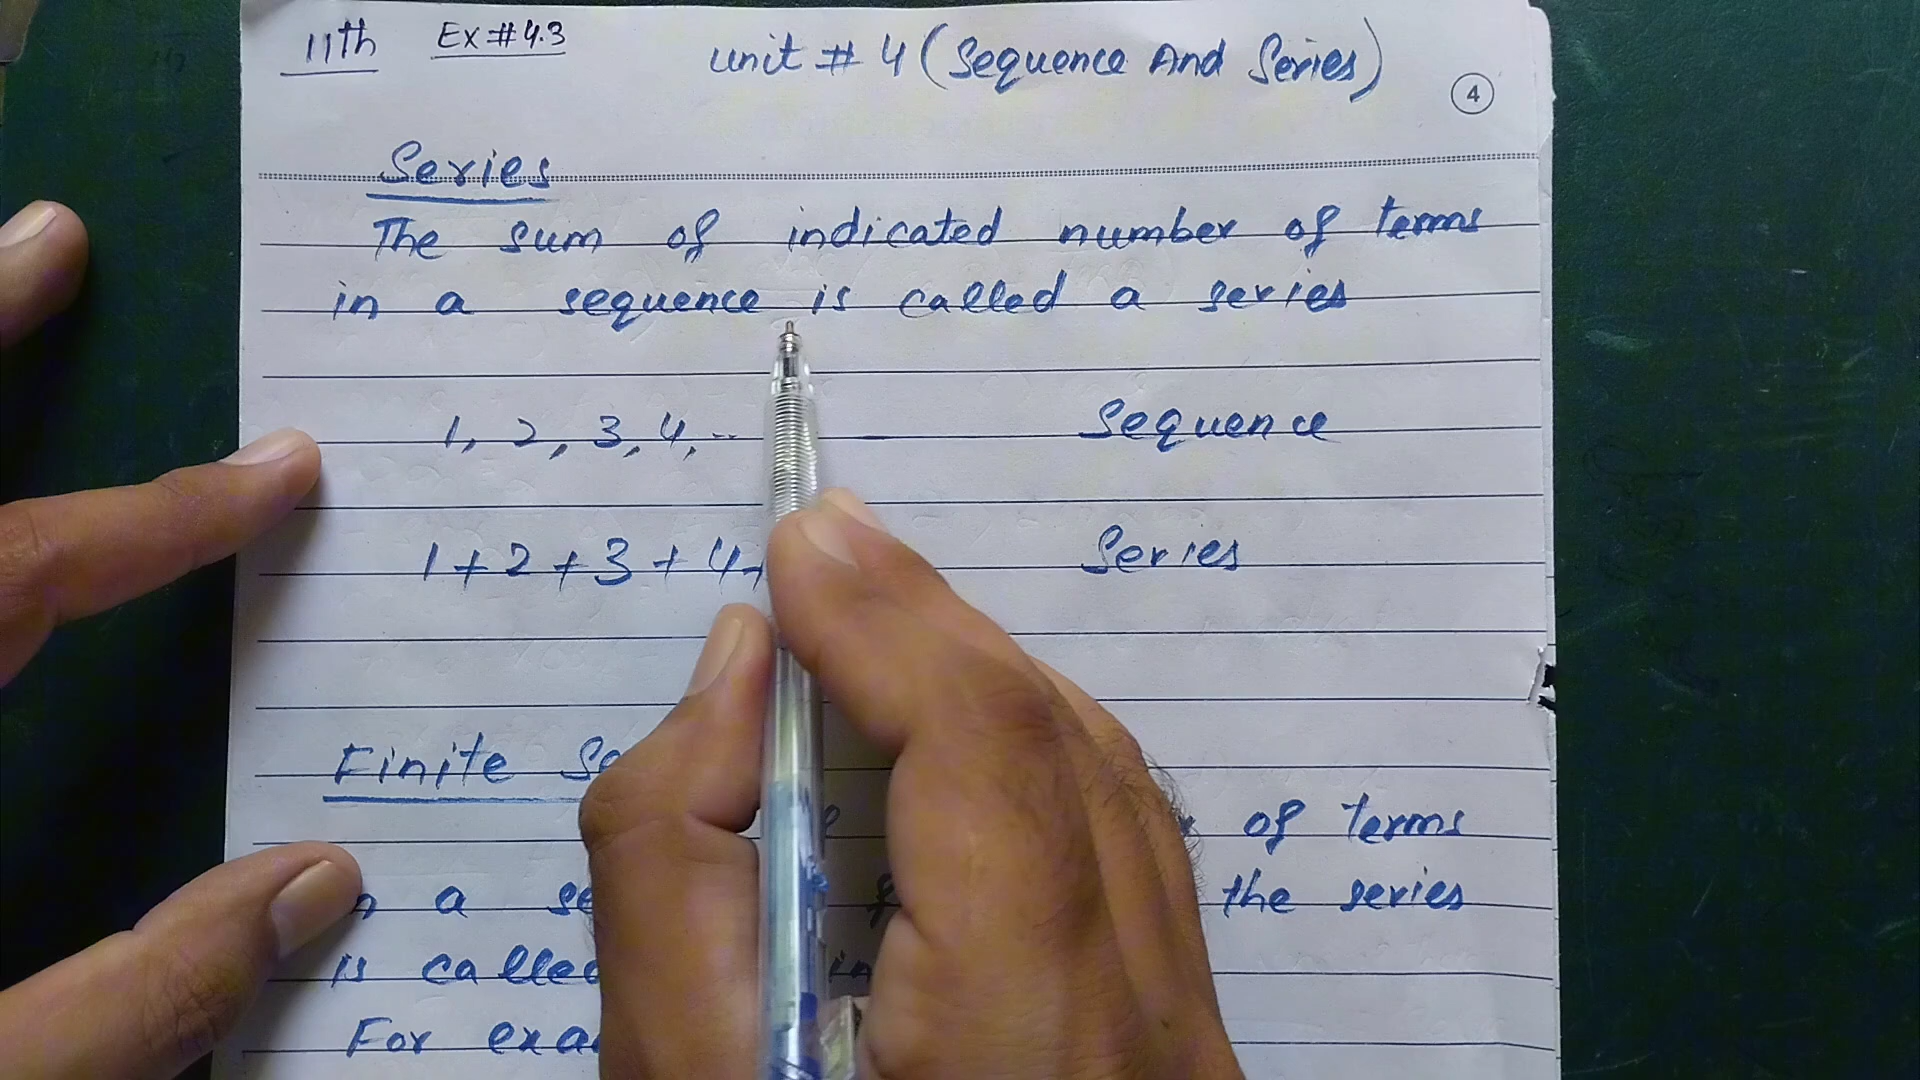 11th Ex#4.3 Unit # 4 (Sequence And Series)
4
Series
The sum of indicated number of terms
in a sequence is called a series
1, 2, 3, 4, --- Sequence
1 + 2 + 3 + 4 + Series
Finite
of terms
a the series
is called
For